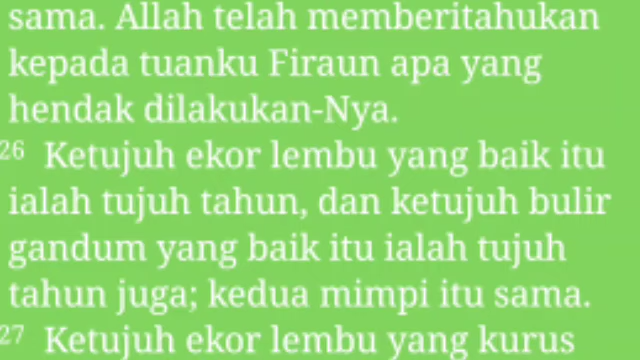 sama. Allah telah memberitahukan
kepada tuanku Firaun apa yang
hendak dilakukan-Nya.
26 Ketujuh ekor lembu yang baik itu
ialah tujuh tahun, dan ketujuh bulir
gandum yang baik itu ialah tujuh
tahun juga; kedua mimpi itu sama.
27 Ketujuh ekor lembu yang kurus